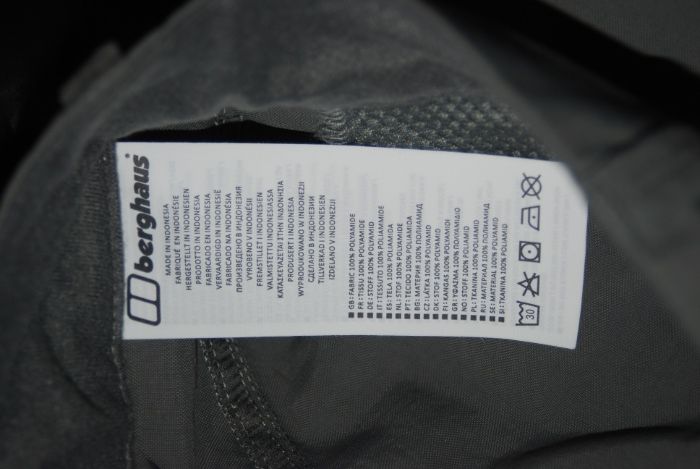 berghaus
MADE IN INDONESIA
FABRIQUE EN INDONÉSIE
HERGESTELLT IN INDONESIEN
PRODOTTO IN INDONESIA
FABRICADO EN INDONESIA
VERVAARDIGD IN INDONESIË
FABRICADO NA INDONÉSIA
ПРОИЗВЕДЕНО В ИНДОНЕЗИЯ
VYROBENO V INDONÉSII
FREMSTILLET I INDONESIEN
VALMISTETTU INDONESIASSA
ΚΑΤΑΣΚΕΥΑΖΕΤΑΙ ΣΤΗΝ ΙΝΔΟΝΗΣΙΑ
PRODUSERT I INDONESIA
WYPRODUKOWANO W INDONEZJI
СДЕЛАНО В ИНДОНЕЗИИ
TILLVERKAD I INDONESIEN
IZDELANO V INDONEZIJI
GB: FABRIC 100% POLYAMIDE
FR: TISSU 100% POLYAMIDE
DE: STOFF 100% POLYAMID
IT: TESSUTO 100% POLIAMMIDE
ES: TELA 100% POLIAMIDA
NL: STOF 100% POLYAMIDE
PT: TECIDO 100% POLIAMIDA
BG: МАТЕРИЯ 100% ПОЛИАМИД
CZ: LÁTKA 100% POLYAMID
DK: STOF 100% POLYAMID
FI: KANGAS 100% POLYAMIDI
GR: ΥΦΑΣΜΑ 100% ΠΟΛΥΑΜΙΔΙΟ
NO: STOFF 100% POLYAMID
PL: TKANINA 100% POLIAMID
RU: МАТЕРИАЛ 100% ПОЛИАМИД
SE: MATERIAL 100% POLYAMID
SI: TKANINA 100% POLIAMID
30